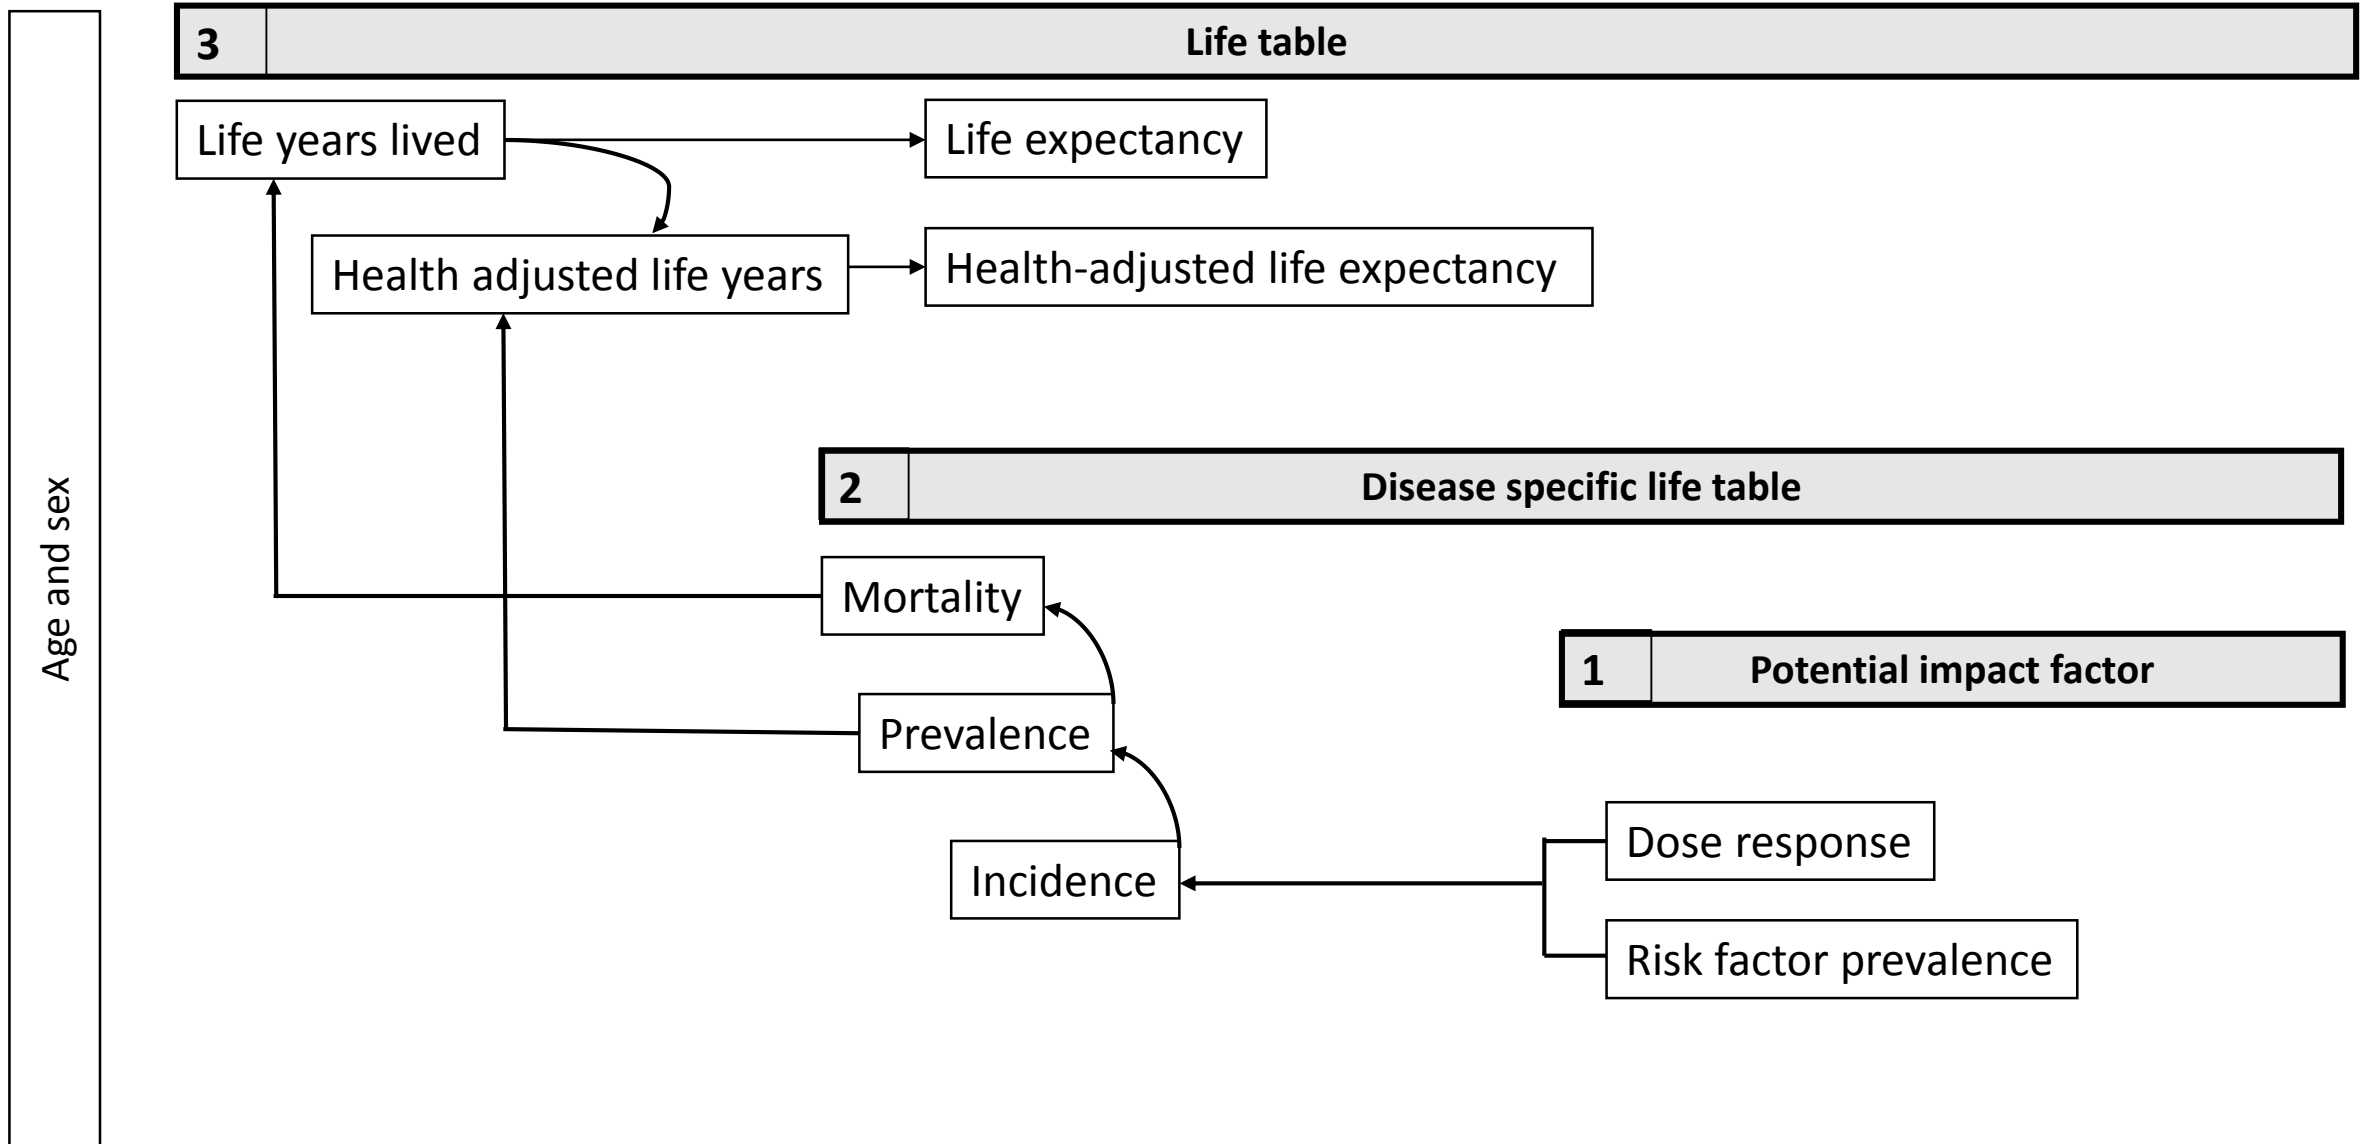 3 Life table
Life years lived
Life expectancy
Health adjusted life years
Health-adjusted life expectancy
2 Disease specific life table
Age and sex
Mortality
1 Potential impact factor
Prevalence
Dose response
Incidence
Risk factor prevalence